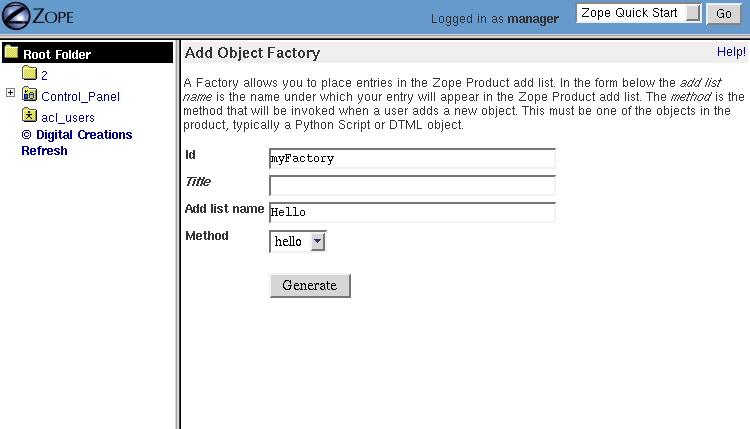 ZOPE
Logged in as manager
Zope Quick Start
Go
Root Folder
2
Control_Panel
acl_users
© Digital Creations
Refresh
Add Object Factory
Help!
A Factory allows you to place entries in the Zope Product add list. In the form below the add list
name is the name under which your entry will appear in the Zope Product add list. The method is the
method that will be invoked when a user adds a new object. This must be one of the objects in the
product, typically a Python Script or DTML object.
Id
myFactory
Title
Add list name
Hello
Method
hello
Generate